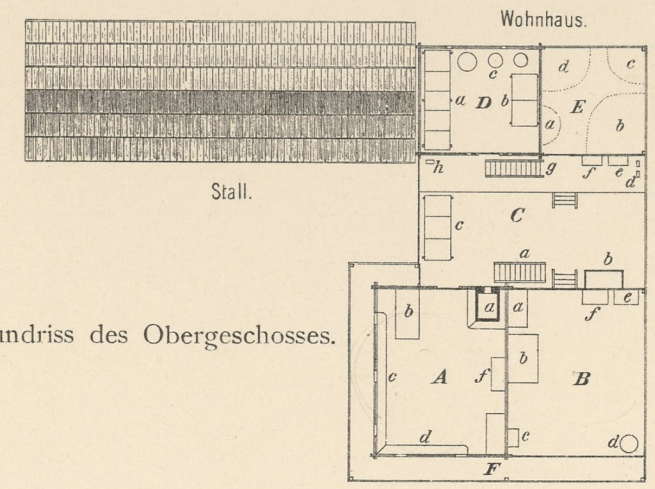 Wohnhaus.
d c
c
a D b a E b
h g f e d
Stall.
C
c
a b
a a f e
b
b
c A f B
d c d
F
undriss des Obergeschosses.